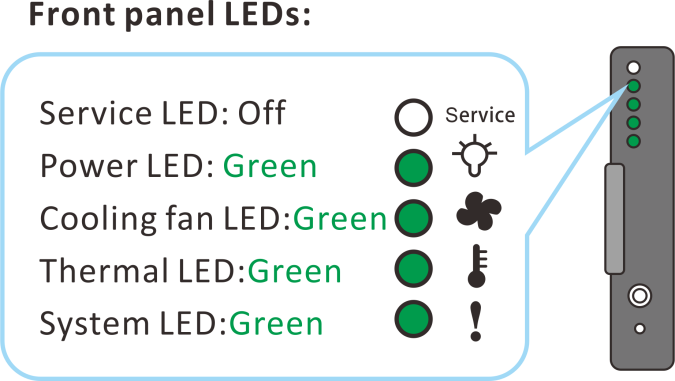 Front panel LEDs:
Service LED: Off
Service
Power LED: Green
Cooling fan LED:Green
Thermal LED:Green
System LED:Green